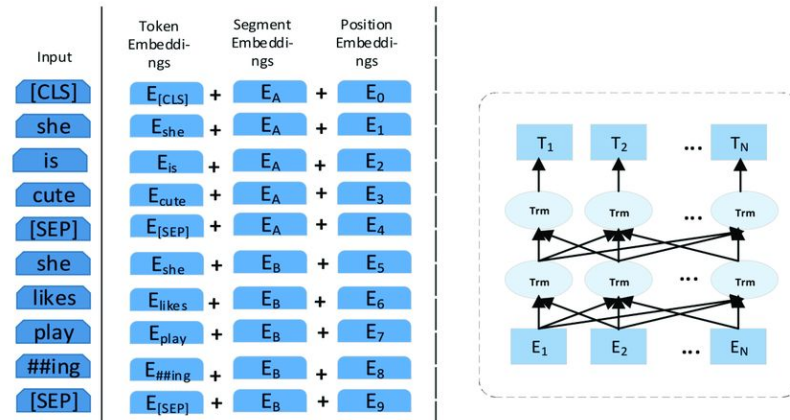 Input
Token Embeddi-ngs
Segment Embeddi-ngs
Position Embeddi-ngs
[CLS] E[CLS] + EA + E0
she Eshe + EA + E1
is Eis + EA + E2
cute Ecute + EA + E3
[SEP] E[SEP] + EA + E4
she Eshe + EB + E5
likes Elikes + EB + E6
play Eplay + EB + E7
##ing E##ing + EB + E8
[SEP] E[SEP] + EB + E9
T1 T2 ... TN
Trm Trm ... Trm
Trm Trm ... Trm
E1 E2 ... EN